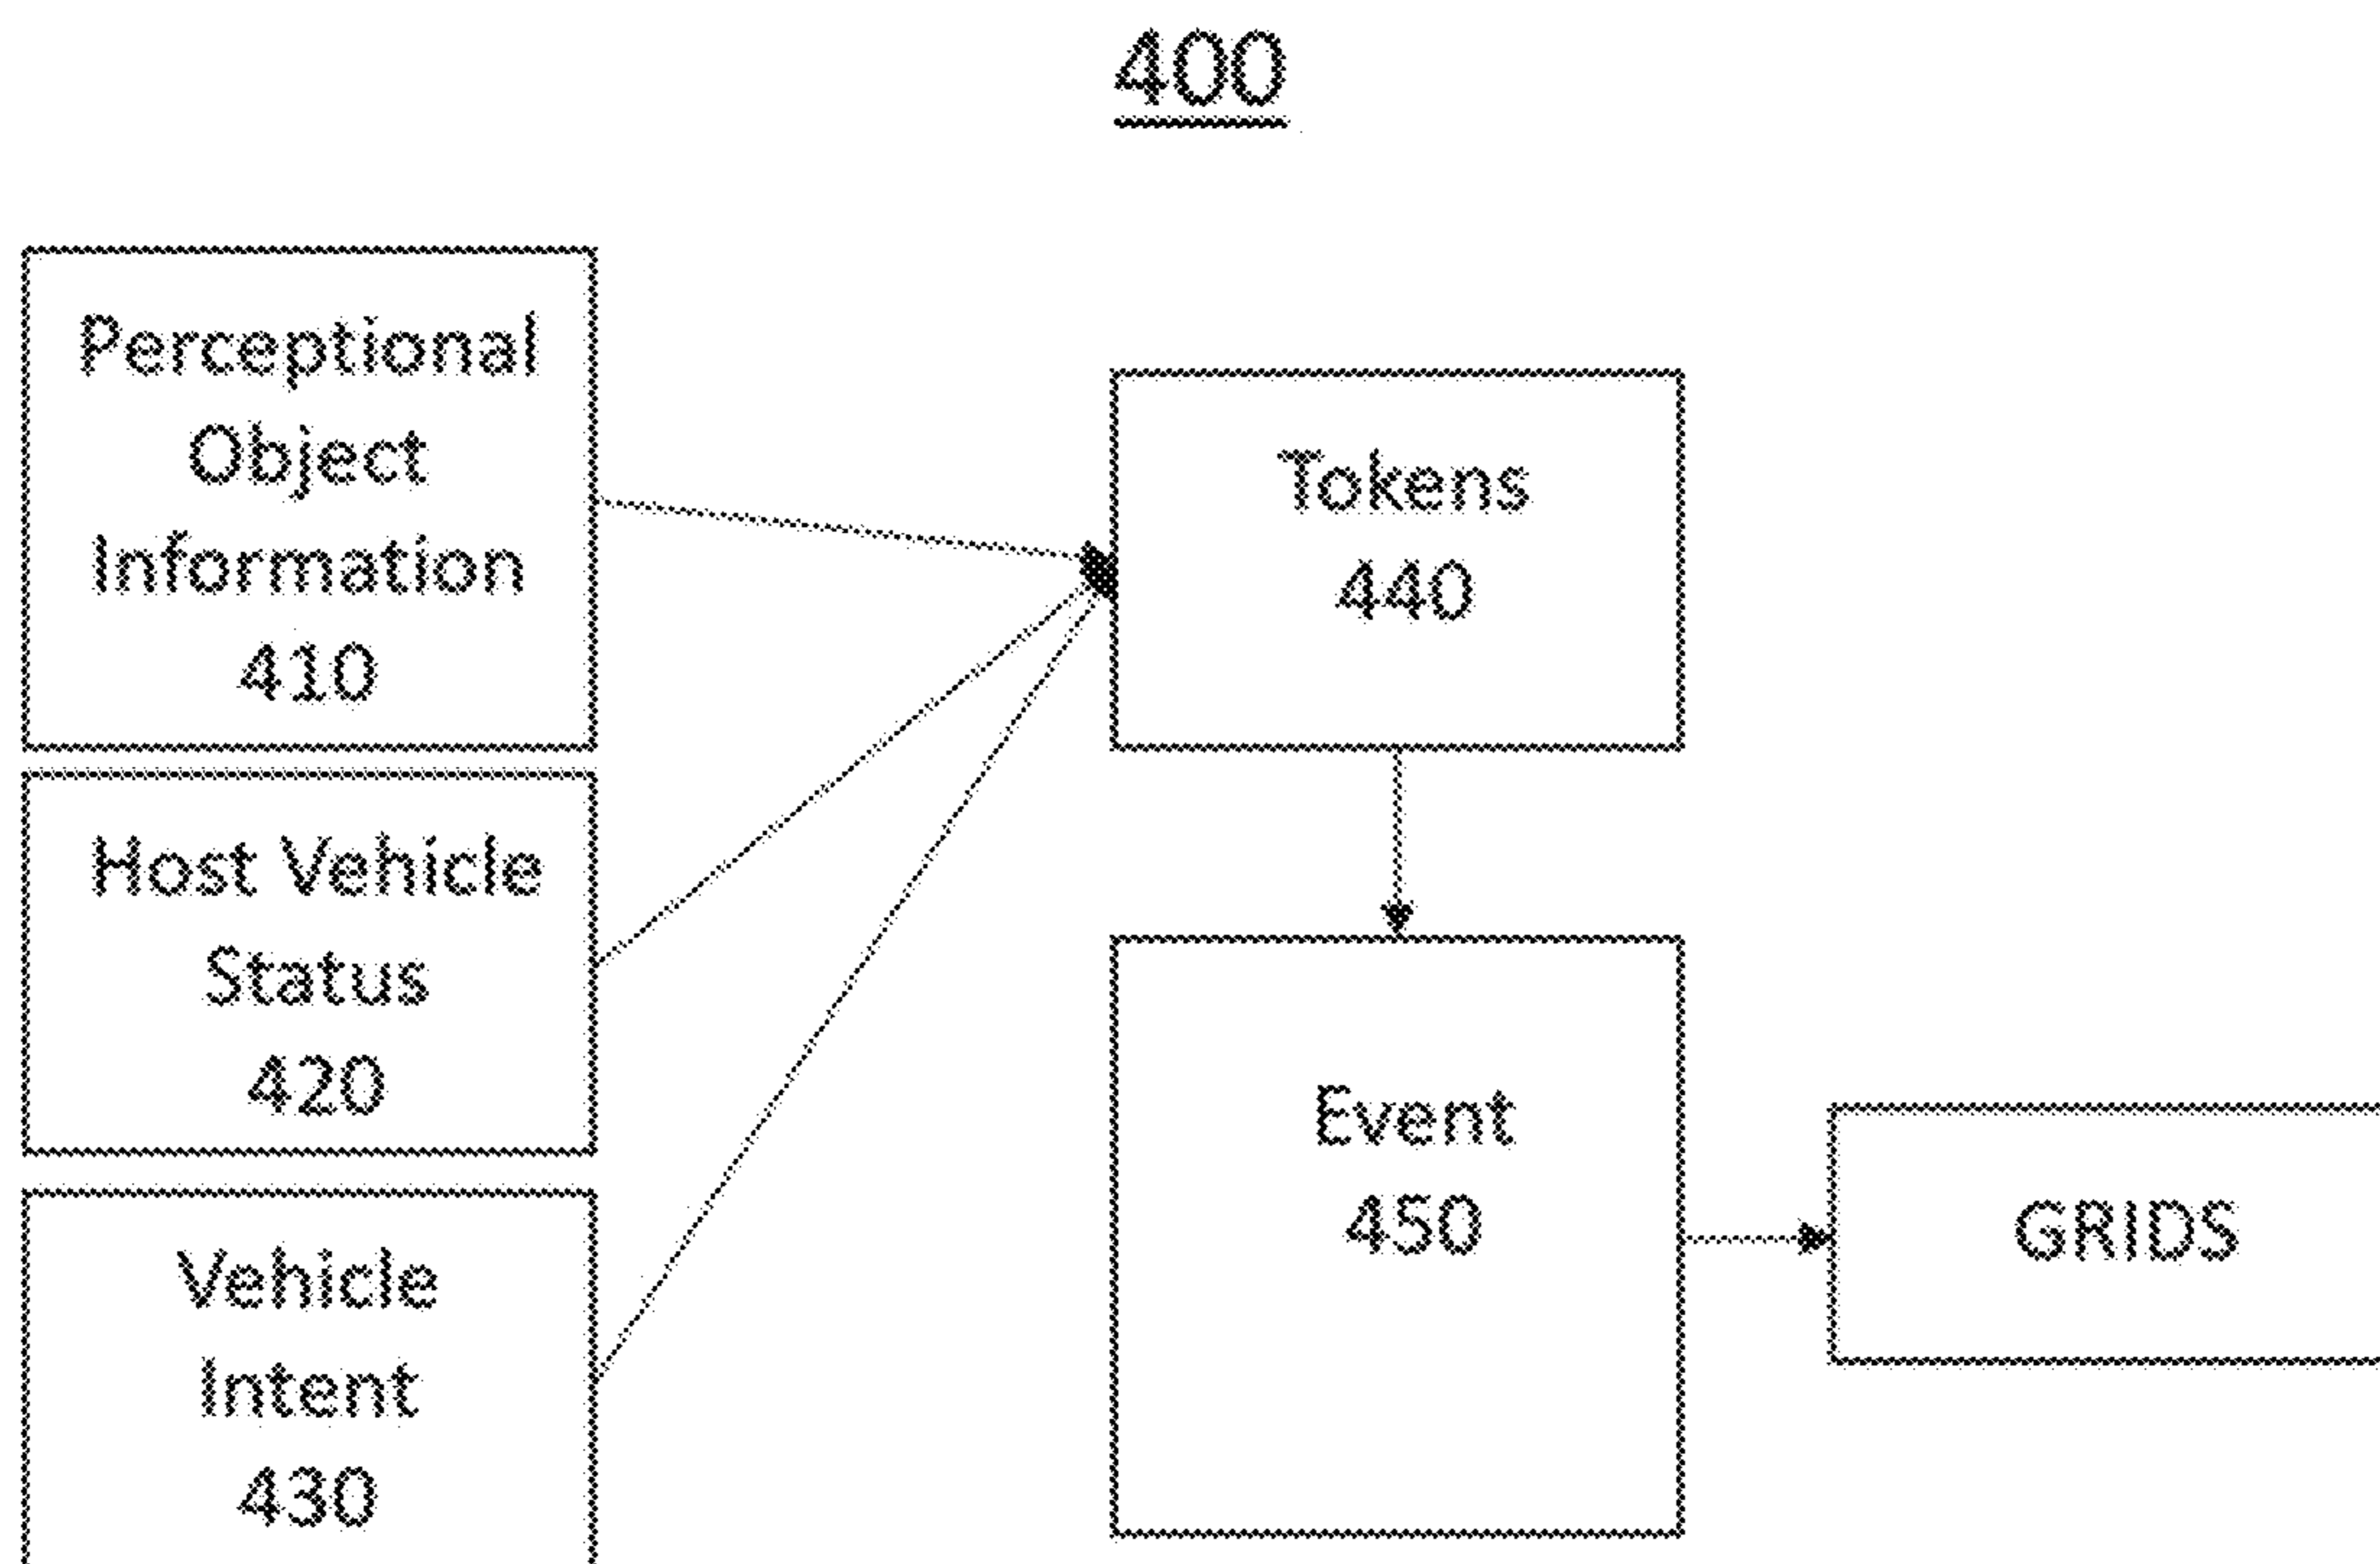 400
Perceptional
Object
Information
410
Host Vehicle
Status
420
Vehicle
Intent
430
Tokens
440
Event
450
GRIDS